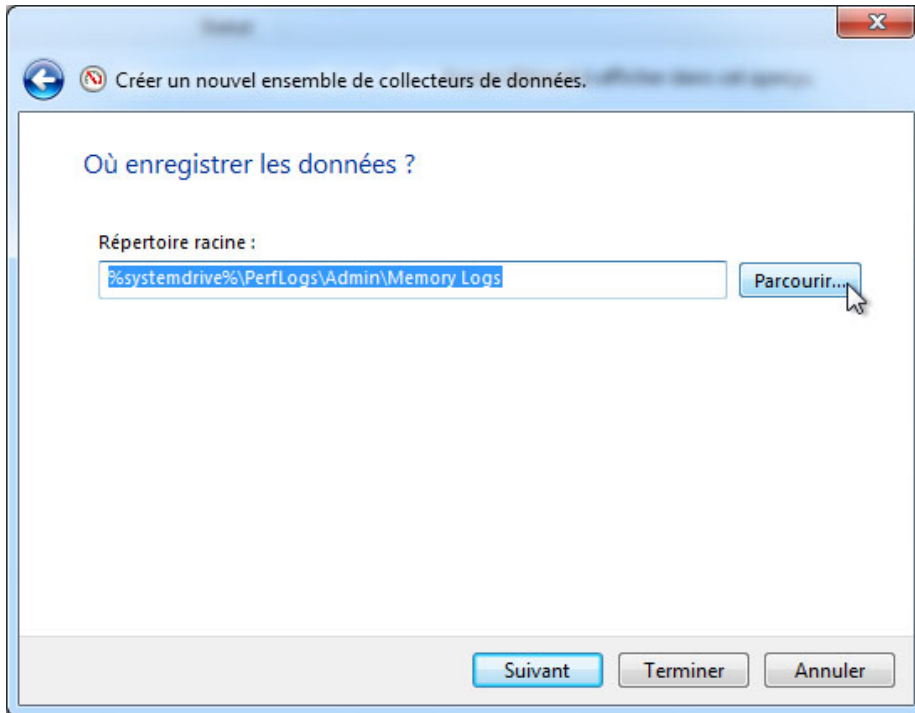 Créer un nouvel ensemble de collecteurs de données.
Où enregistrer les données ?
Répertoire racine :
%systemdrive%\PerfLogs\Admin\Memory Logs
Parcourir...
Suivant
Terminer
Annuler